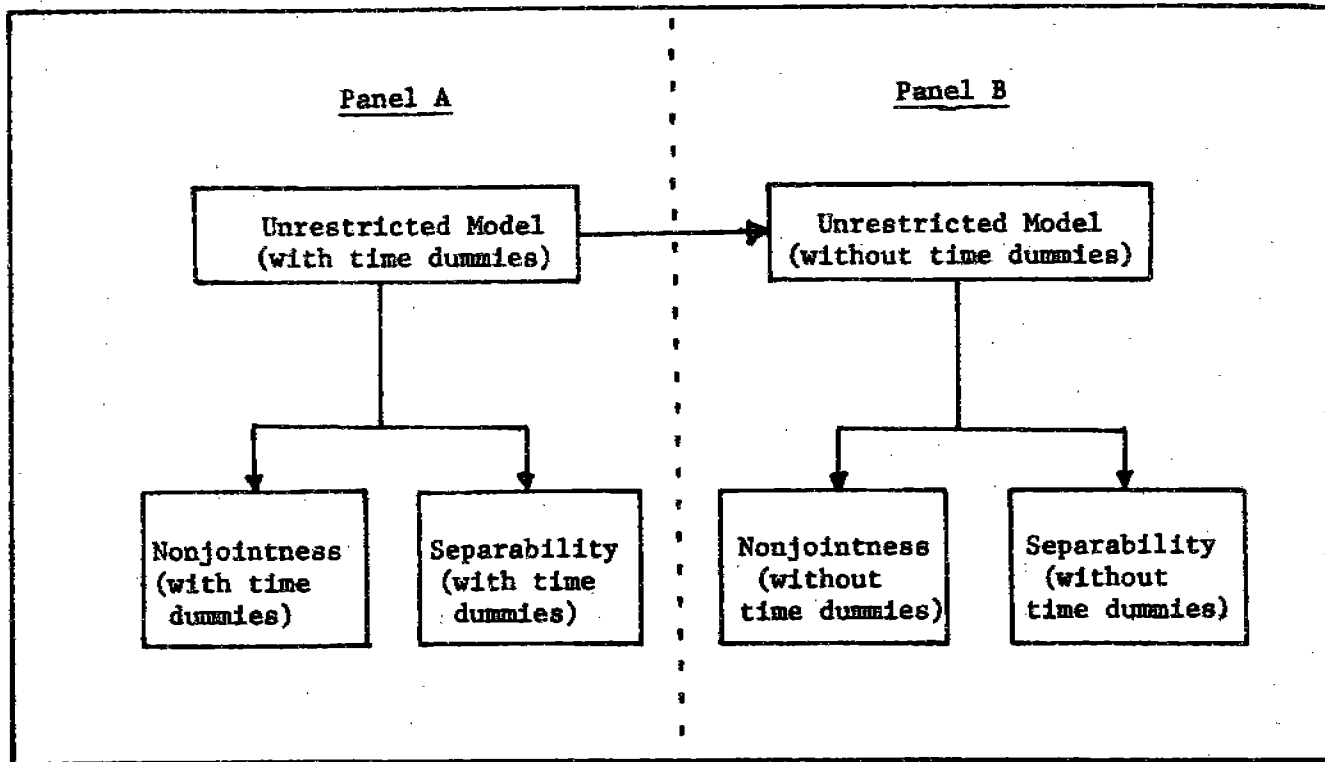 Panel A
Unrestricted Model
(with time dummies)
Nonjointness
(with time
dummies)
Separability
(with time
dummies)
Panel B
Unrestricted Model
(without time dummies)
Nonjointness
(without
time dummies)
Separability
(without
time dummies)